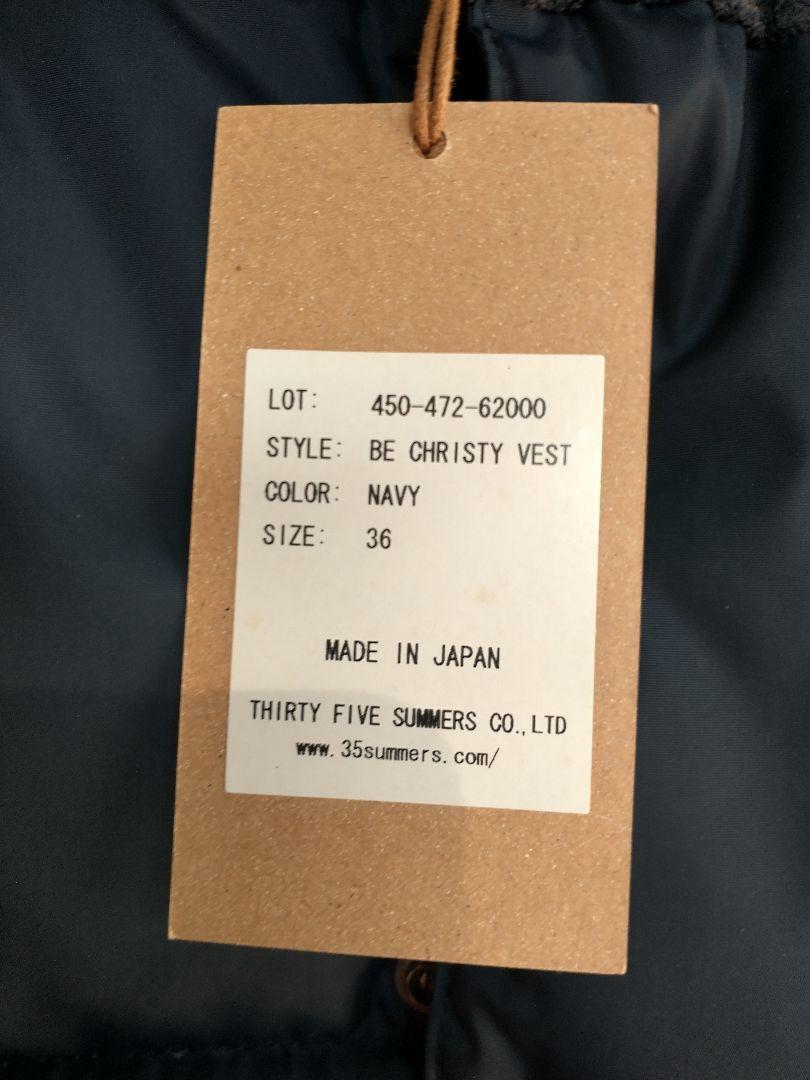 LOT: 450-472-62000
STYLE: BE CHRISTY VEST
COLOR: NAVY
SIZE: 36
MADE IN JAPAN
THIRTY FIVE SUMMERS CO.,LTD
www.35summers.com/